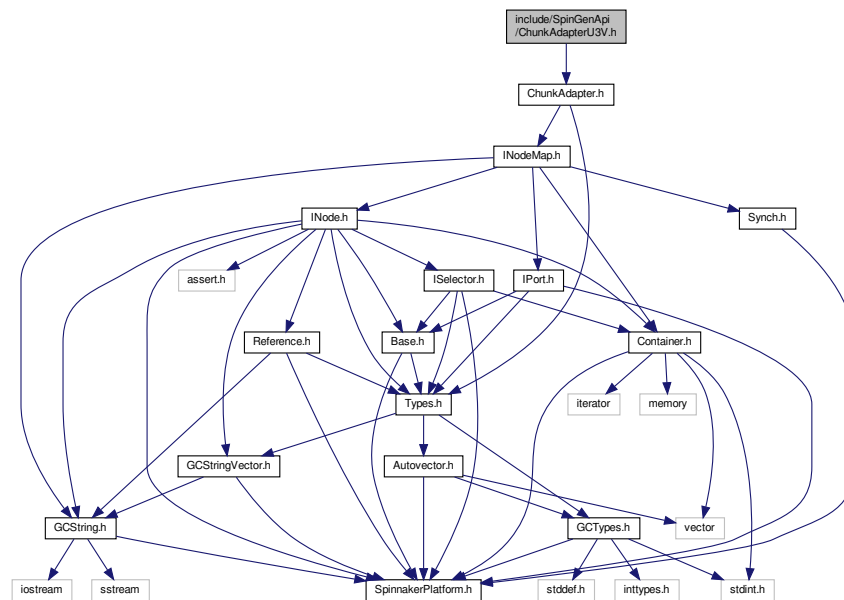 include/SpinGenApi
/ChunkAdapterU3V.h
ChunkAdapter.h
INodeMap.h
INode.h
Synch.h
assert.h
ISelector.h
IPort.h
Reference.h
Base.h
Container.h
Types.h
iterator
memory
GCStringVector.h
Autovector.h
GCString.h
GCTypes.h
vector
iostream
sstream
SpinnakerPlatform.h
stddef.h
inttypes.h
stdint.h